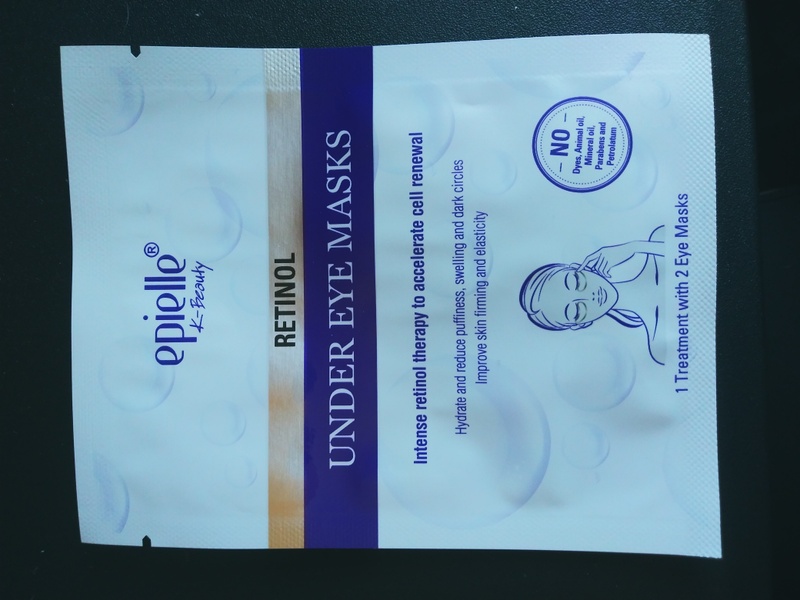 epielle®
K-Beauty
RETINOL
UNDER EYE MASKS
Intense retinol therapy to accelerate cell renewal
Hydrate and reduce puffiness, swelling and dark circles
Improve skin firming and elasticity
— NO —
Dyes, Animal oil,
Mineral oil,
Parabens and
Petrolatum
1 Treatment with 2 Eye Masks